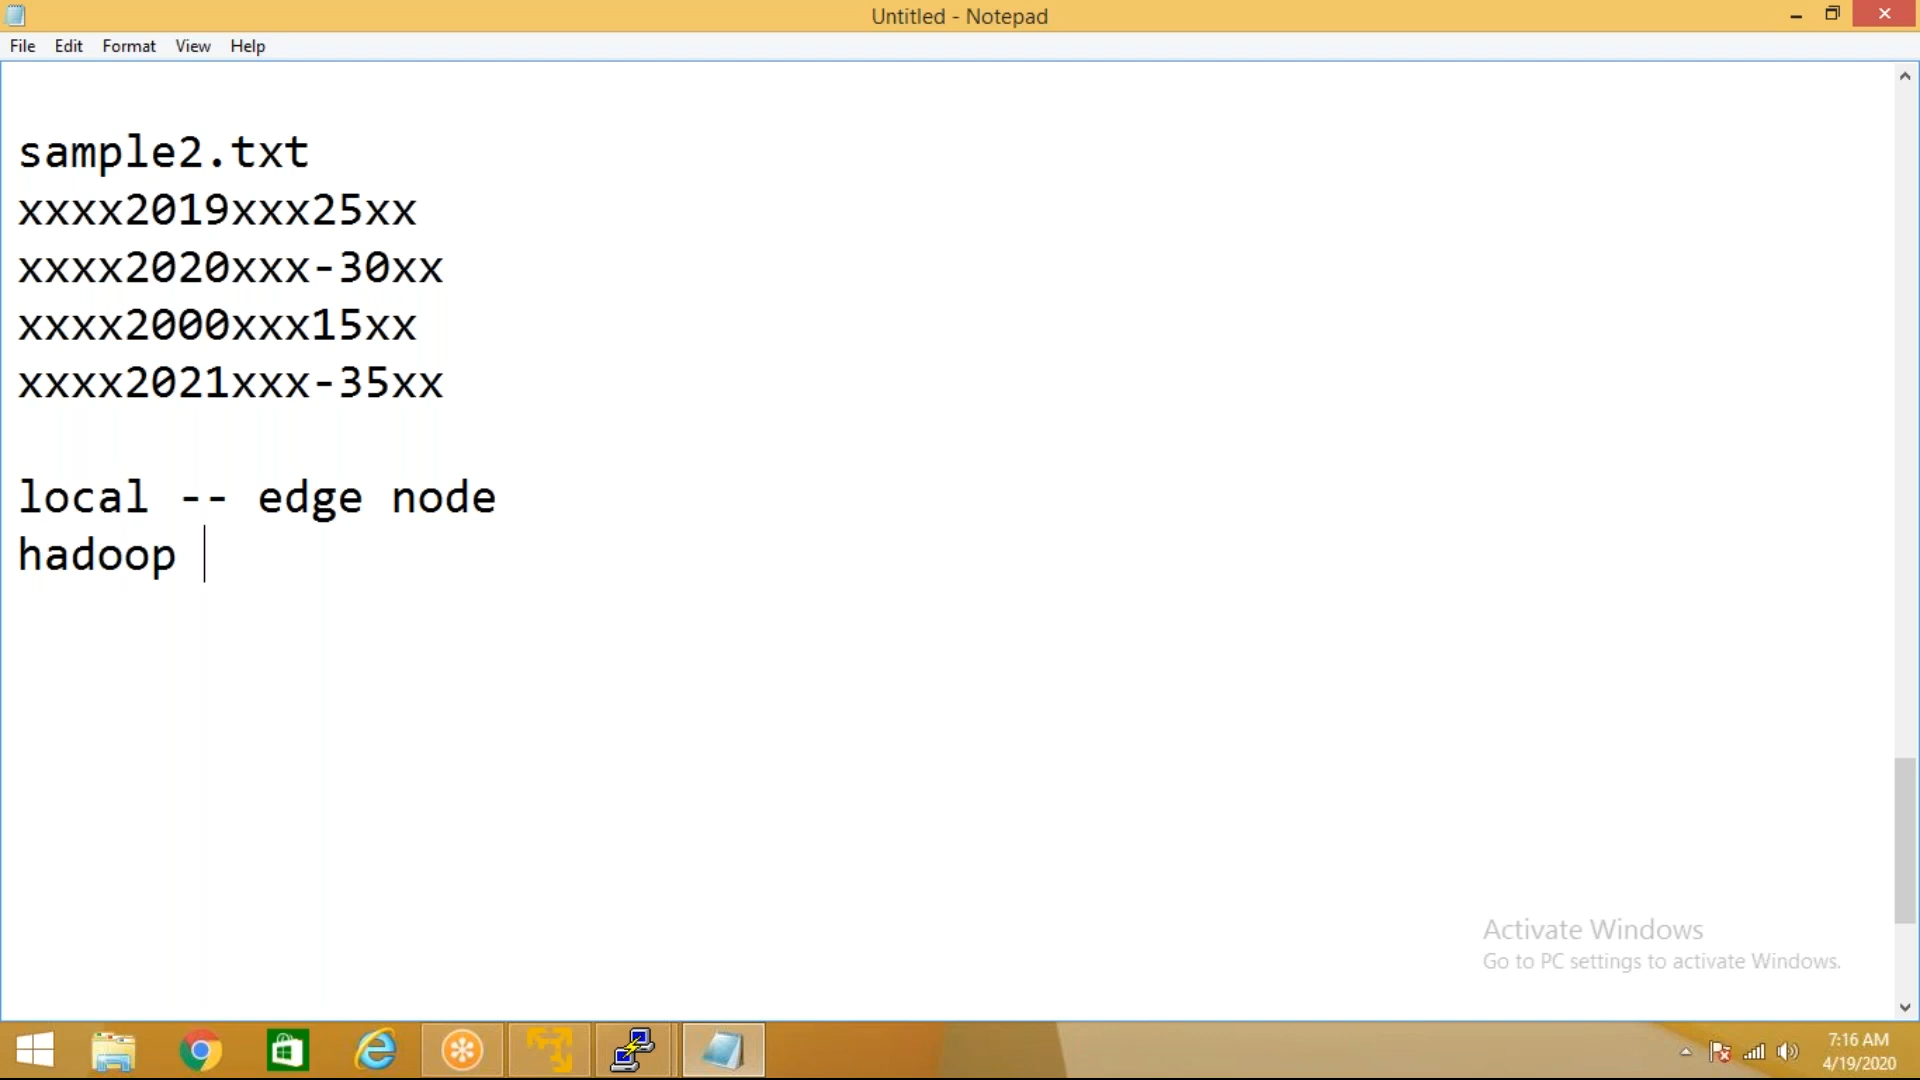 Untitled - Notepad
File Edit Format View Help
sample2.txt
xxxx2019xxx25xx
xxxx2020xxx-30xx
xxxx2000xxx15xx
xxxx2021xxx-35xx
local -- edge node
hadoop
Activate Windows
Go to PC settings to activate Windows.
7:16 AM
4/19/2020